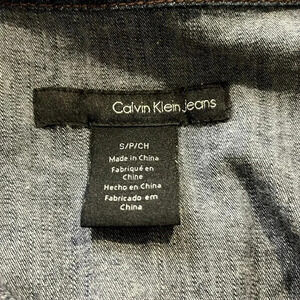 Calvin Klein Jeans
S/P/CH
Made in China
Fabriqué en
Chine
Hecho en China
Fabricado em
China